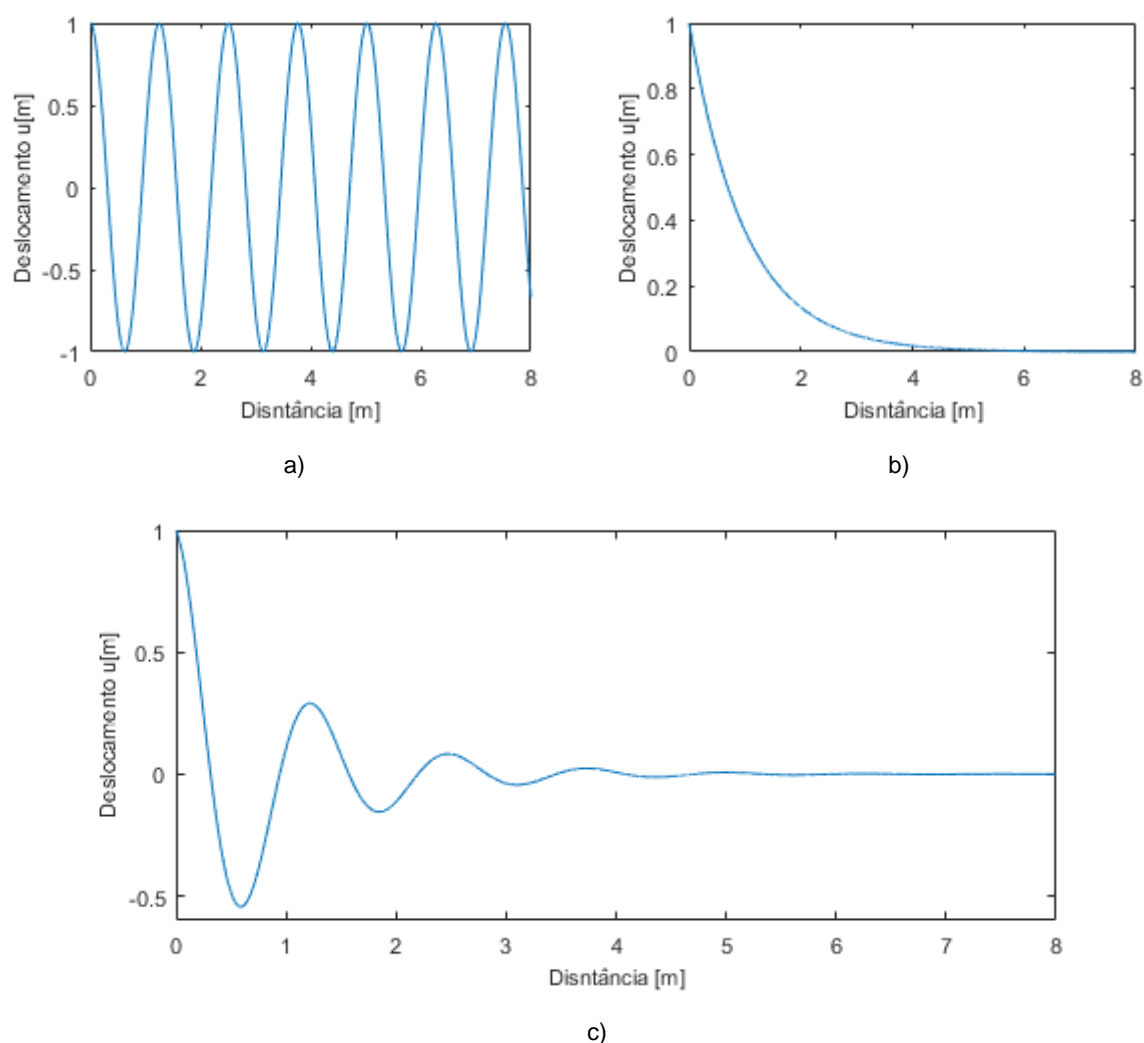 1
0.5
0
-0.5
-1
0 2 4 6 8
Deslocamento u[m]
Disntância [m]
a)
1
0.8
0.6
0.4
0.2
0
0 2 4 6 8
Deslocamento u[m]
Disntância [m]
b)
1
0.5
0
-0.5
0 1 2 3 4 5 6 7 8
Deslocamento u[m]
Disntância [m]
c)